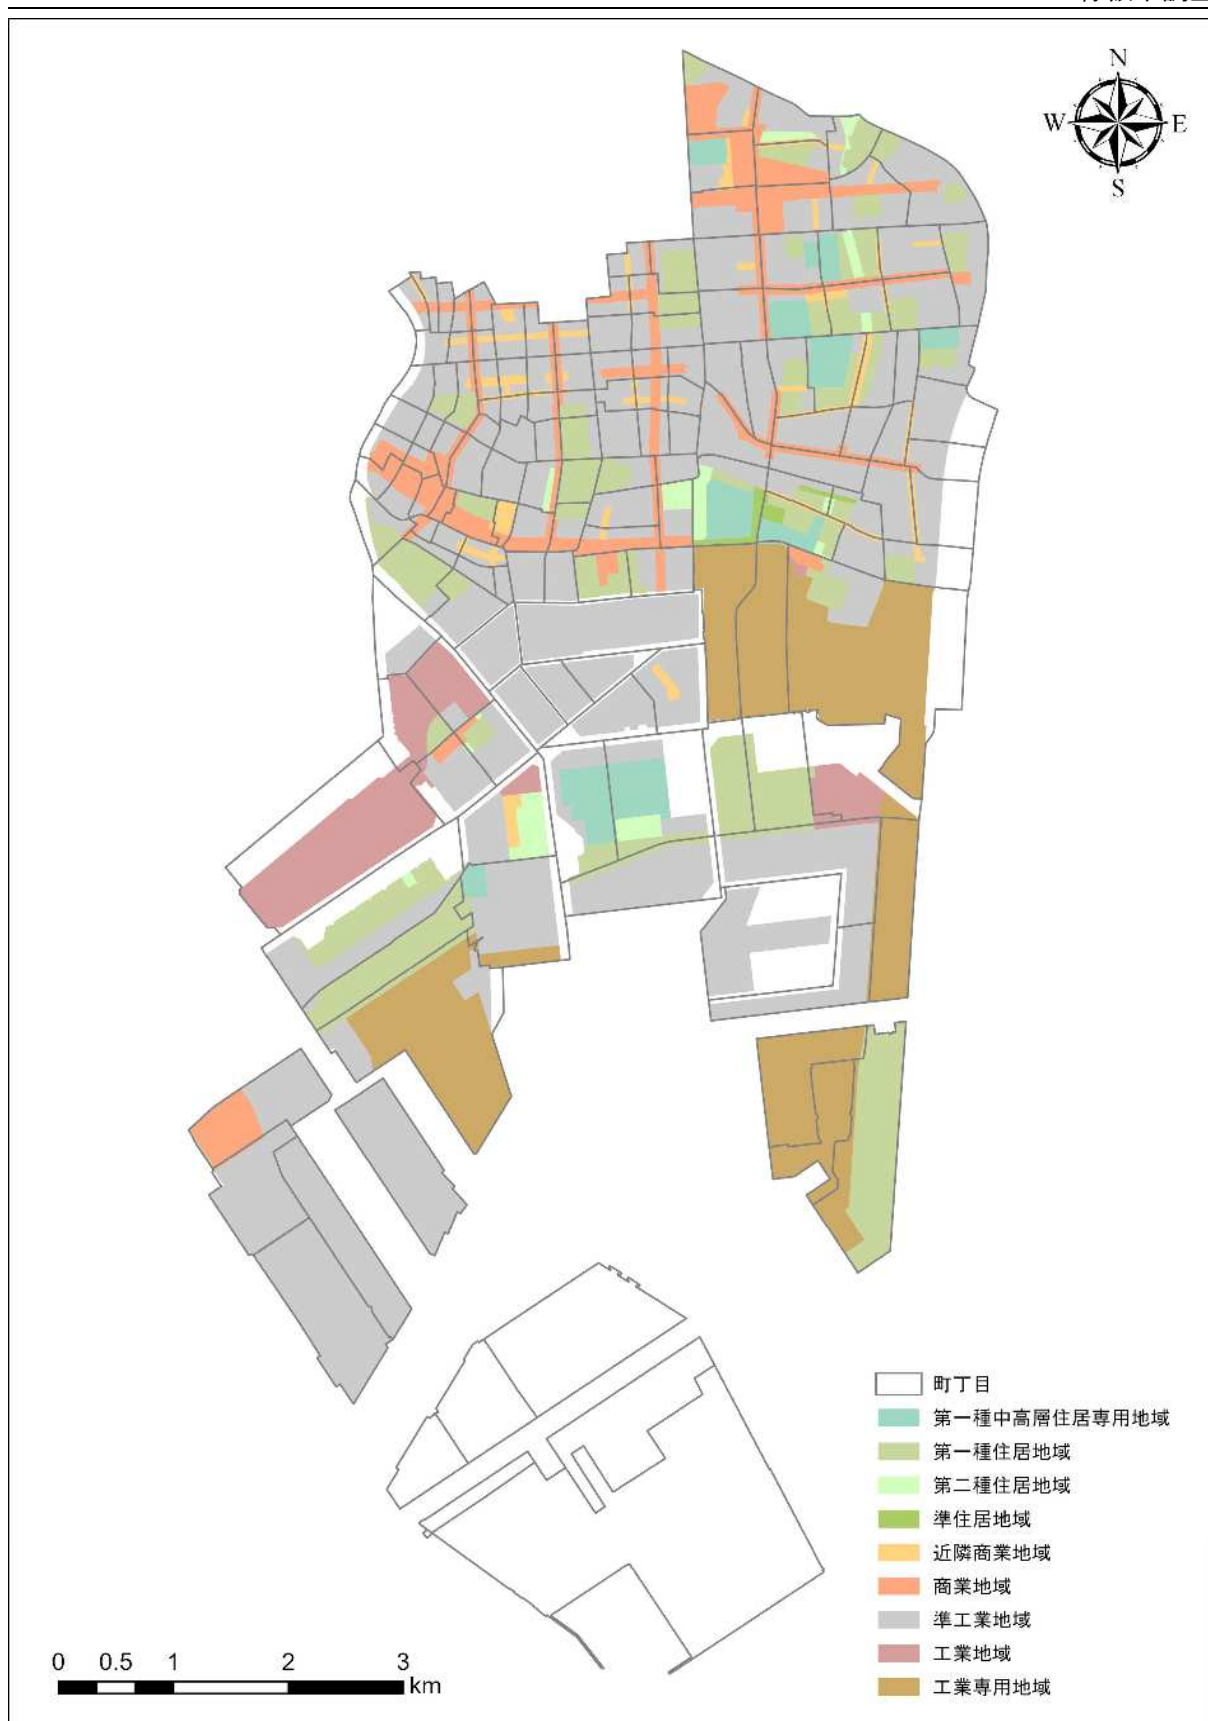 N
W E
S
町丁目
第一種中高層住居専用地域
第一種住居地域
第二種住居地域
準住居地域
近隣商業地域
商業地域
準工業地域
工業地域
工業専用地域
0 0.5 1 2 3
km